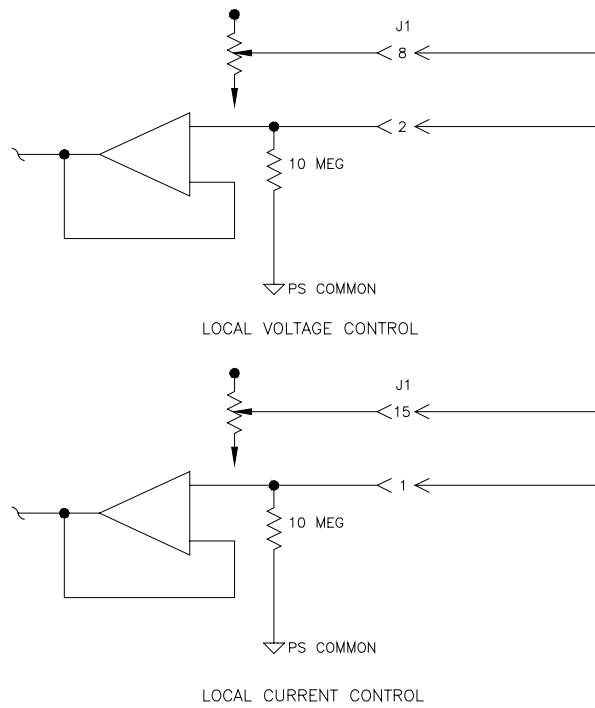 J1
8
2
10 MEG
PS COMMON
LOCAL VOLTAGE CONTROL
J1
15
1
10 MEG
PS COMMON
LOCAL CURRENT CONTROL